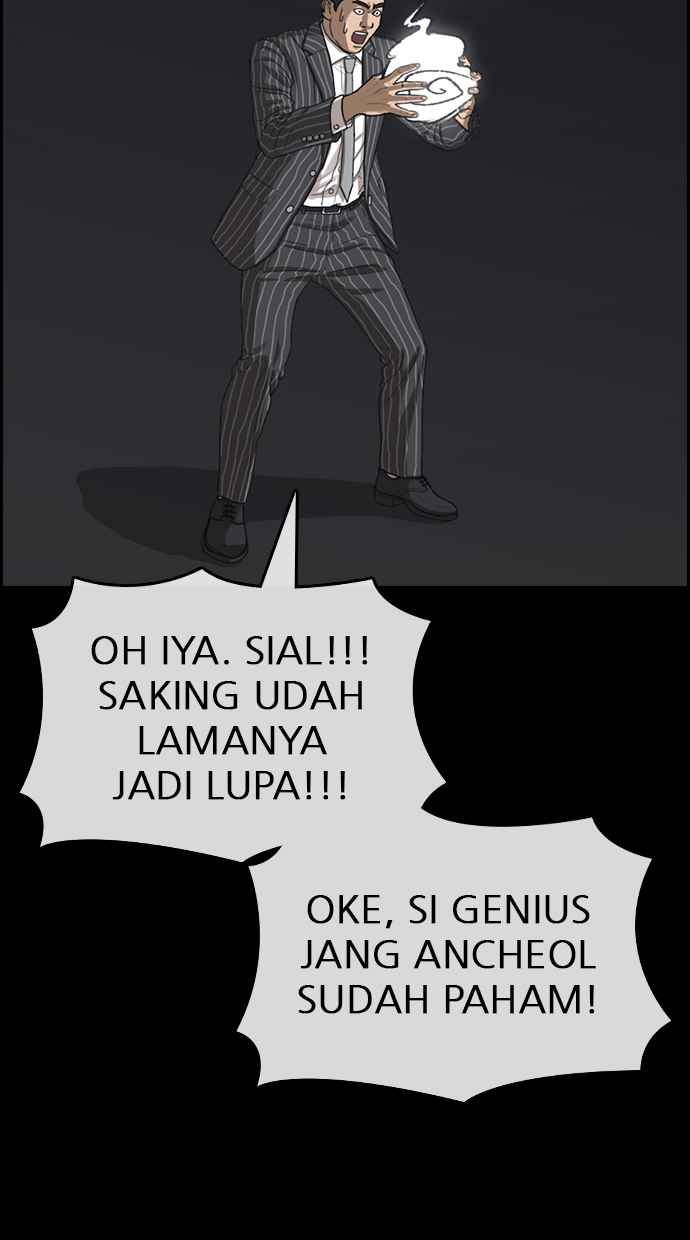 OH IYA. SIAL!!!
SAKING UDAH
LAMANYA
JADI LUPA!!!
OKE, SI GENIUS
JANG ANCHEOL
SUDAH PAHAM!